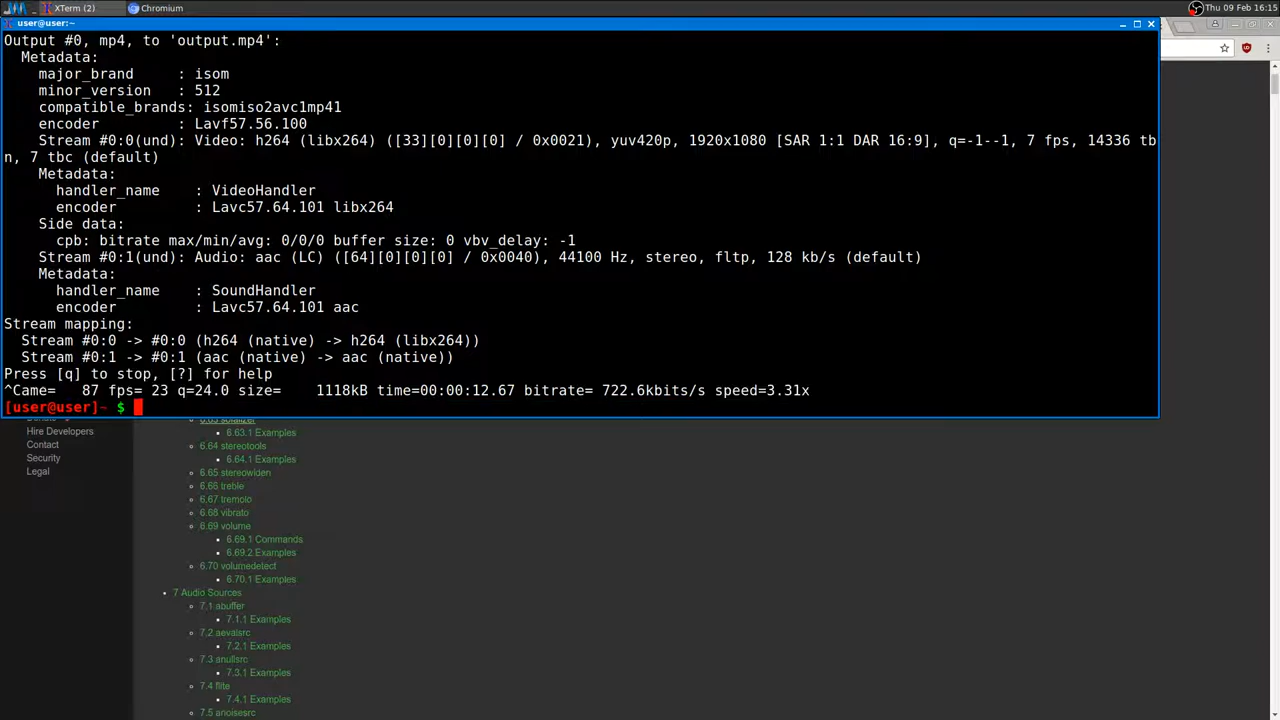 XTerm (2)
Chromium
Thu 09 Feb 16:15
user@user:~
Output #0, mp4, to 'output.mp4':
Metadata:
major_brand : isom
minor_version : 512
compatible_brands: isomiso2avc1mp41
encoder : Lavf57.56.100
Stream #0:0(und): Video: h264 (libx264) ([33][0][0][0] / 0x0021), yuv420p, 1920x1080 [SAR 1:1 DAR 16:9], q=-1--1, 7 fps, 14336 tb
n, 7 tbc (default)
Metadata:
handler_name : VideoHandler
encoder : Lavc57.64.101 libx264
Side data:
cpb: bitrate max/min/avg: 0/0/0 buffer size: 0 vbv_delay: -1
Stream #0:1(und): Audio: aac (LC) ([64][0][0][0] / 0x0040), 44100 Hz, stereo, fltp, 128 kb/s (default)
Metadata:
handler_name : SoundHandler
encoder : Lavc57.64.101 aac
Stream mapping:
Stream #0:0 -> #0:0 (h264 (native) -> h264 (libx264))
Stream #0:1 -> #0:1 (aac (native) -> aac (native))
Press [q] to stop, [?] for help
^Came= 87 fps= 23 q=24.0 size= 1118kB time=00:00:12.67 bitrate= 722.6kbits/s speed=3.31x
[user@user]~ $
Hire Developers
Contact
Security
Legal
6.63.1 Examples
6.64 stereotools
6.64.1 Examples
6.65 stereowiden
6.66 treble
6.67 tremolo
6.68 vibrato
6.69 volume
6.69.1 Commands
6.69.2 Examples
6.70 volumedetect
6.70.1 Examples
7 Audio Sources
7.1 abuffer
7.1.1 Examples
7.2 aevalsrc
7.2.1 Examples
7.3 anullsrc
7.3.1 Examples
7.4 flite
7.4.1 Examples
7.5 anoisesrc